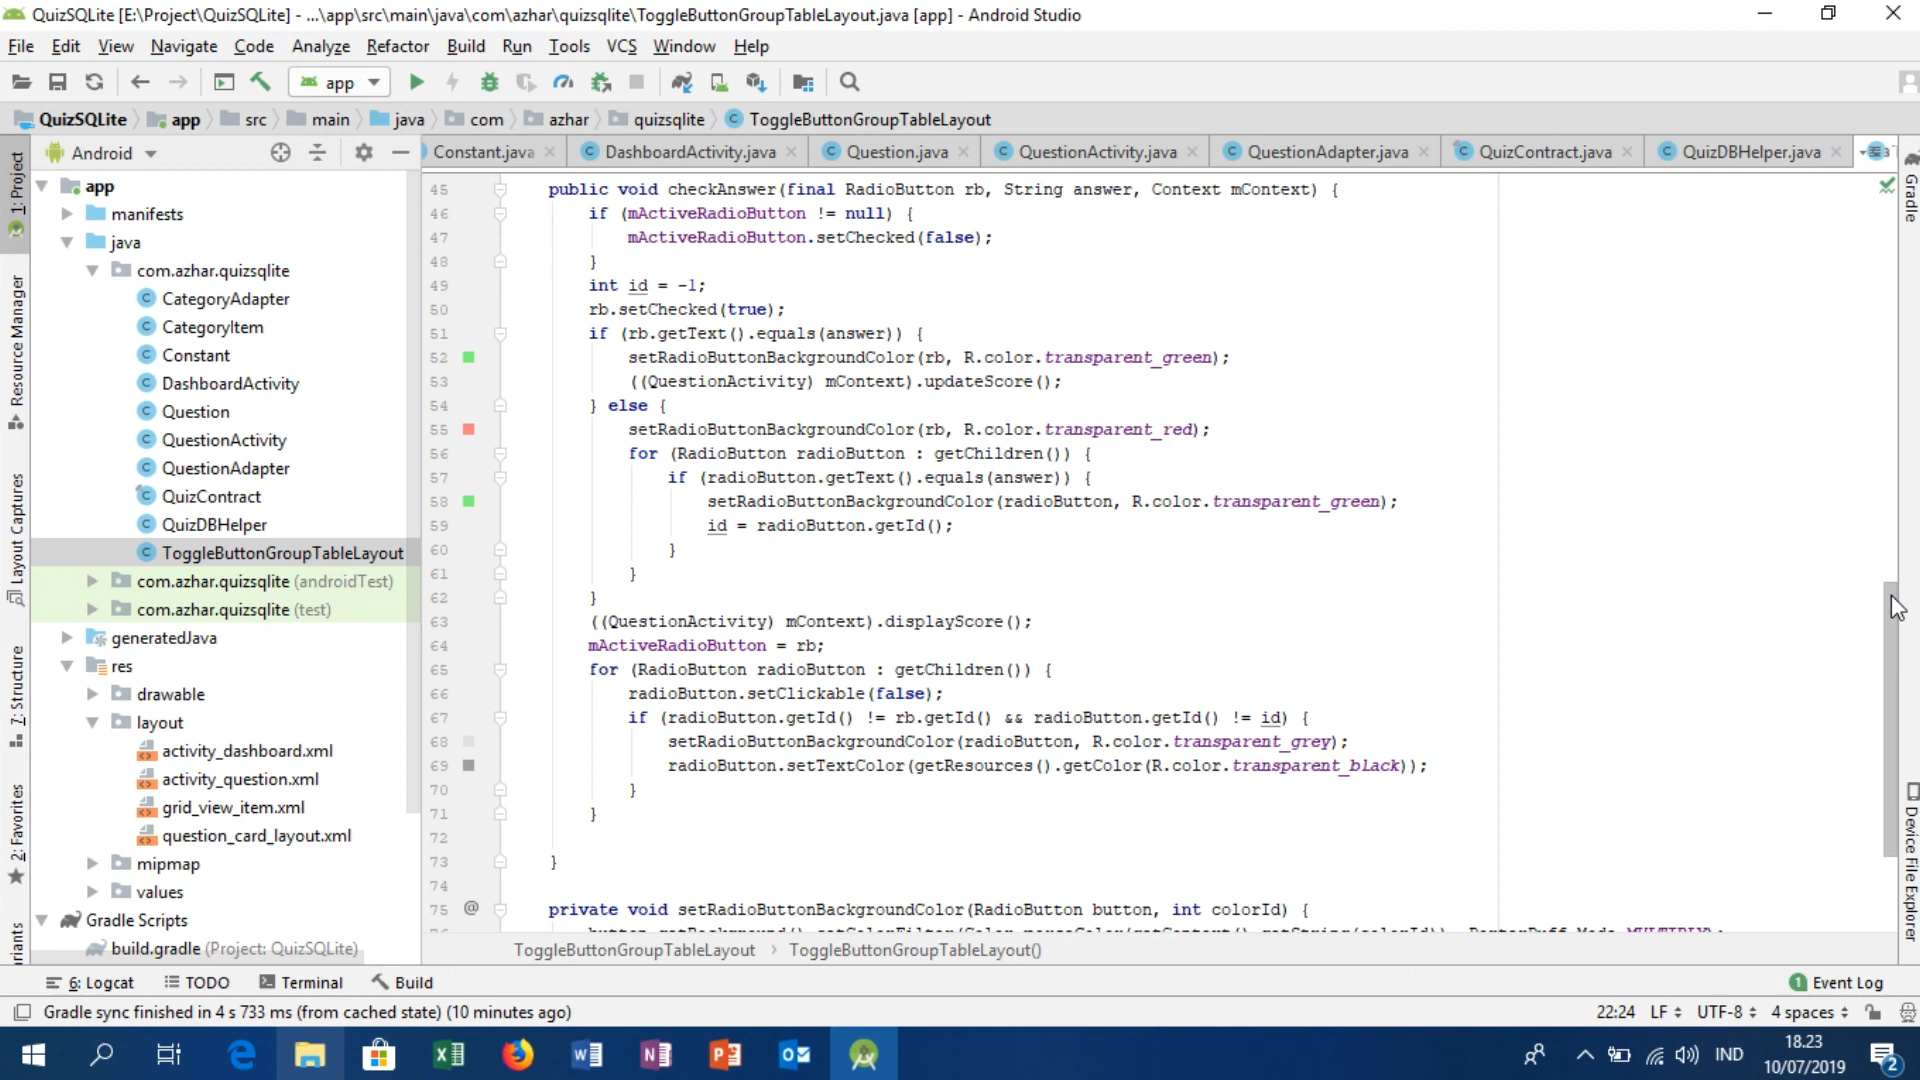 QuizSQLite [E:\Project\QuizSQLite] - ...\app\src\main\java\com\azhar\quizsqlite\ToggleButtonGroupTableLayout.java [app] - Android Studio
File Edit View Navigate Code Analyze Refactor Build Run Tools VCS Window Help
app
QuizSQLite app src main java com azhar quizsqlite ToggleButtonGroupTableLayout
Android
Constant.java DashboardActivity.java Question.java QuestionActivity.java QuestionAdapter.java QuizContract.java QuizDBHelper.java
1: Project
Resource Manager
Layout Captures
7: Structure
2: Favorites
Gradle
Device File Explorer
app
manifests
java
com.azhar.quizsqlite
CategoryAdapter
CategoryItem
Constant
DashboardActivity
Question
QuestionActivity
QuestionAdapter
QuizContract
QuizDBHelper
ToggleButtonGroupTableLayout
com.azhar.quizsqlite (androidTest)
com.azhar.quizsqlite (test)
generatedJava
res
drawable
layout
activity_dashboard.xml
activity_question.xml
grid_view_item.xml
question_card_layout.xml
mipmap
values
Gradle Scripts
build.gradle (Project: QuizSQLite)
45 public void checkAnswer(final RadioButton rb, String answer, Context mContext) {
46 if (mActiveRadioButton != null) {
47 mActiveRadioButton.setChecked(false);
48 }
49 int id = -1;
50 rb.setChecked(true);
51 if (rb.getText().equals(answer)) {
52 setRadioButtonBackgroundColor(rb, R.color.transparent_green);
53 ((QuestionActivity) mContext).updateScore();
54 } else {
55 setRadioButtonBackgroundColor(rb, R.color.transparent_red);
56 for (RadioButton radioButton : getChildren()) {
57 if (radioButton.getText().equals(answer)) {
58 setRadioButtonBackgroundColor(radioButton, R.color.transparent_green);
59 id = radioButton.getId();
60 }
61 }
62 }
63 ((QuestionActivity) mContext).displayScore();
64 mActiveRadioButton = rb;
65 for (RadioButton radioButton : getChildren()) {
66 radioButton.setClickable(false);
67 if (radioButton.getId() != rb.getId() && radioButton.getId() != id) {
68 setRadioButtonBackgroundColor(radioButton, R.color.transparent_grey);
69 radioButton.setTextColor(getResources().getColor(R.color.transparent_black));
70 }
71 }
72
73 }
74
75 @ private void setRadioButtonBackgroundColor(RadioButton button, int colorId) {
ToggleButtonGroupTableLayout > ToggleButtonGroupTableLayout()
6: Logcat TODO Terminal Build
1 Event Log
Gradle sync finished in 4 s 733 ms (from cached state) (10 minutes ago)
22:24 LF UTF-8 4 spaces
IND
18.23
10/07/2019
2